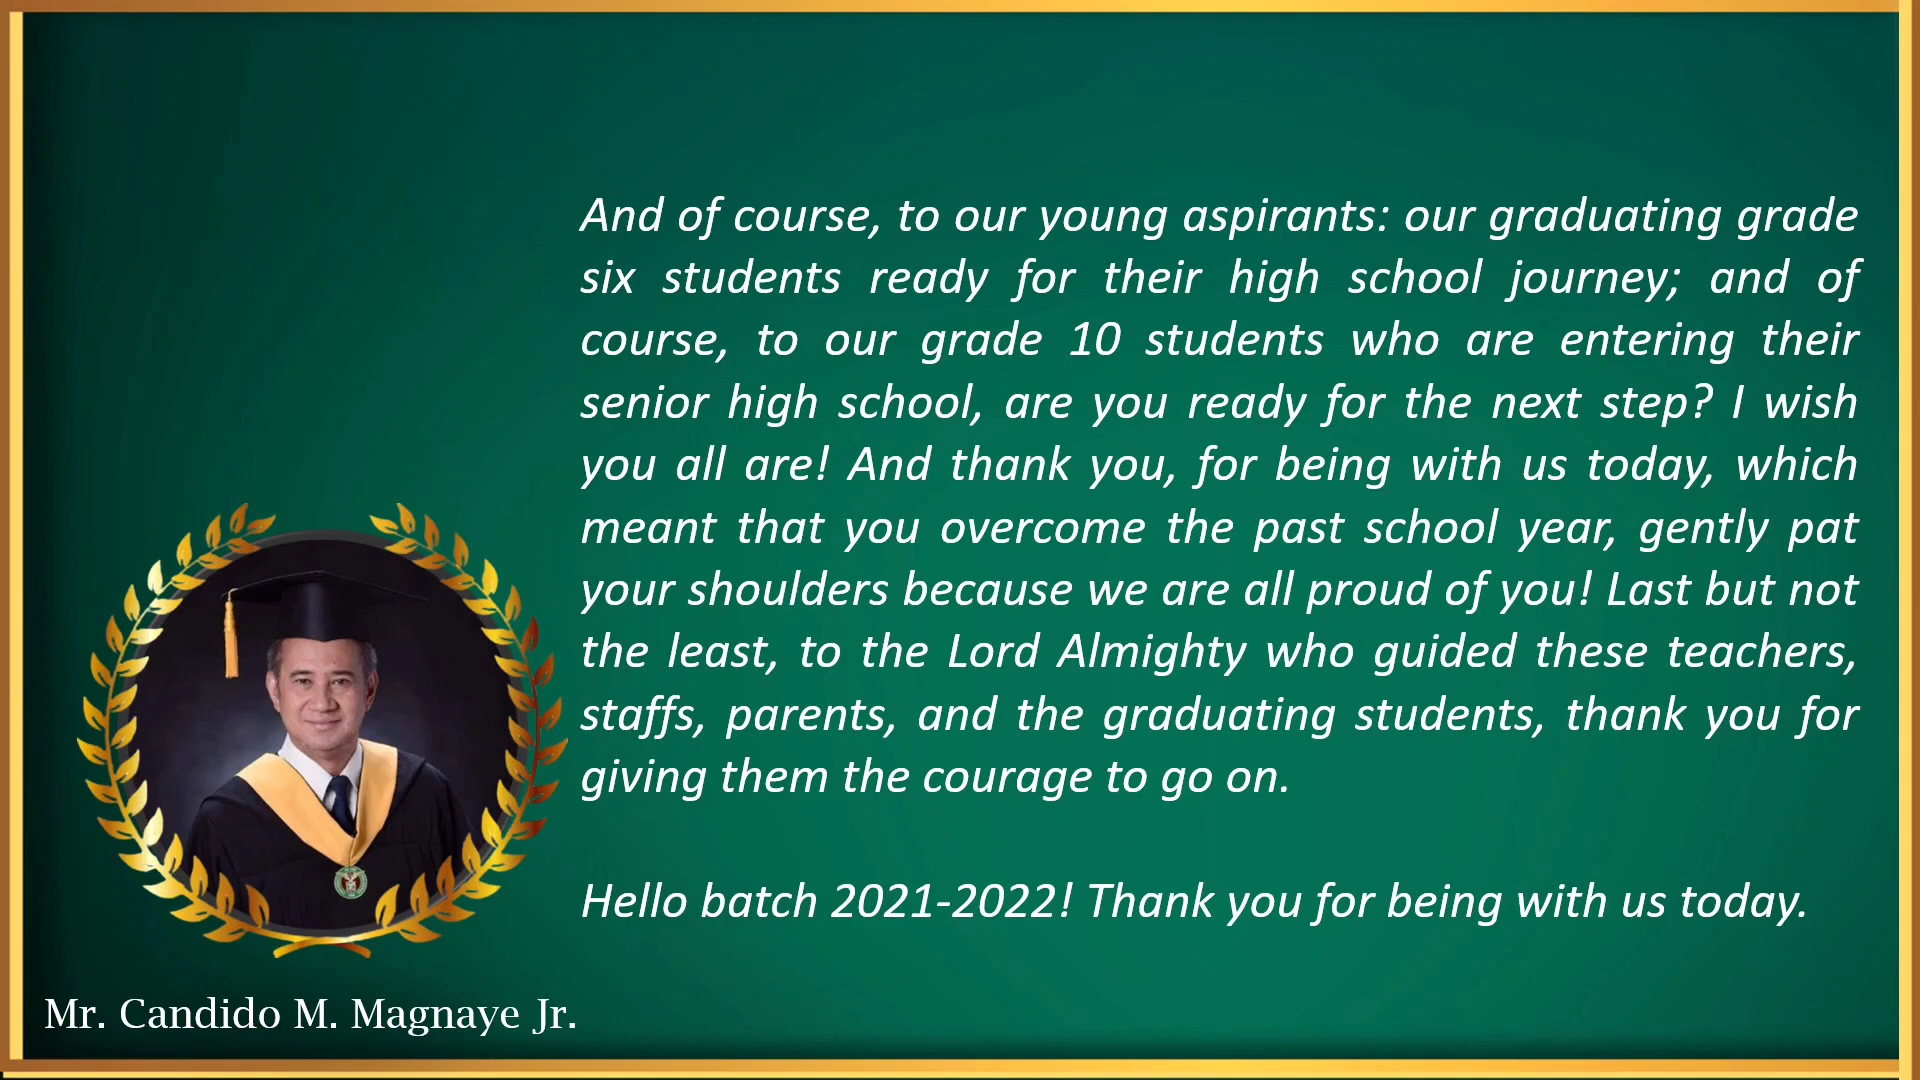 And of course, to our young aspirants: our graduating grade
six students ready for their high school journey; and of
course, to our grade 10 students who are entering their
senior high school, are you ready for the next step? I wish
you all are! And thank you, for being with us today, which
meant that you overcome the past school year, gently pat
your shoulders because we are all proud of you! Last but not
the least, to the Lord Almighty who guided these teachers,
staffs, parents, and the graduating students, thank you for
giving them the courage to go on.
Hello batch 2021-2022! Thank you for being with us today.
Mr. Candido M. Magnaye Jr.